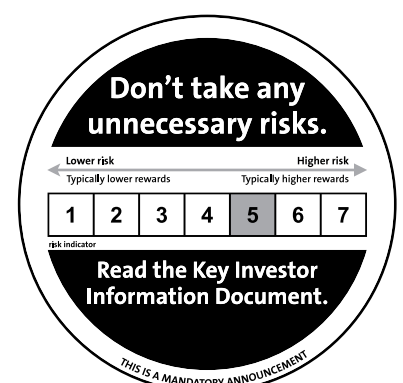 Don't take any
unnecessary risks.
Lower risk Higher risk
Typically lower rewards Typically higher rewards
1 2 3 4 5 6 7
risk indicator
Read the Key Investor
Information Document.
THIS IS A MANDATORY ANNOUNCEMENT